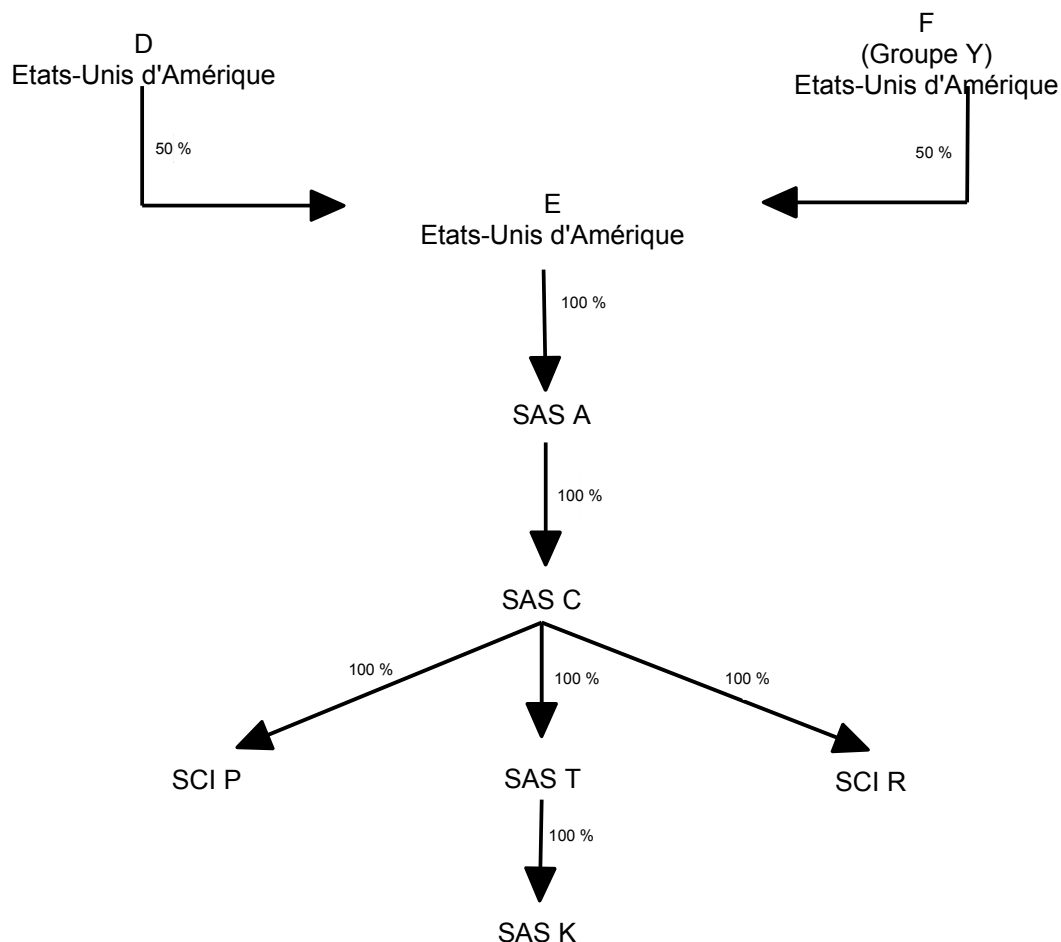 D
Etats-Unis d'Amérique
F
(Groupe Y)
Etats-Unis d'Amérique
50 %
50 %
E
Etats-Unis d'Amérique
100 %
SAS A
100 %
SAS C
100 %
100 %
100 %
SCI P
SAS T
SCI R
100 %
SAS K